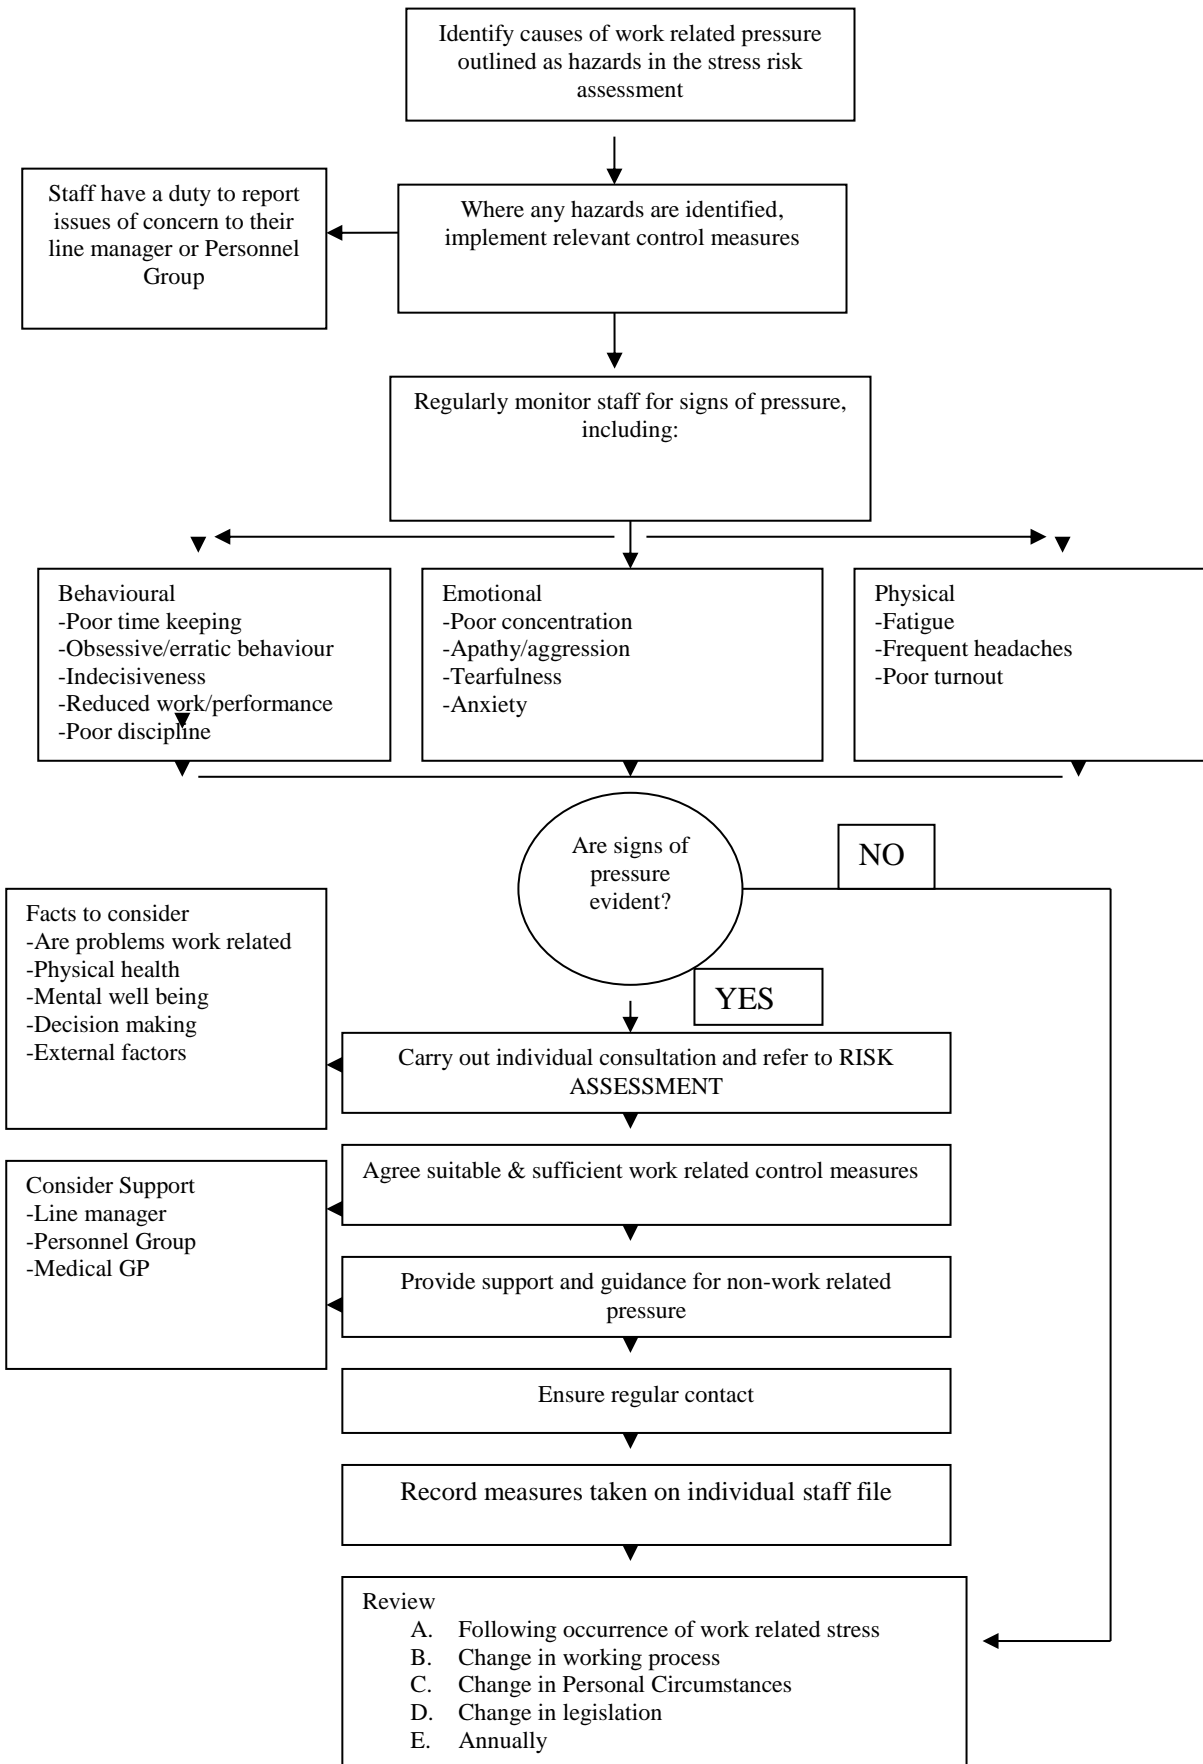 Identify causes of work related pressure
outlined as hazards in the stress risk
assessment
Staff have a duty to report
issues of concern to their
line manager or Personnel
Group
Where any hazards are identified,
implement relevant control measures
Regularly monitor staff for signs of pressure,
including:
Behavioural
-Poor time keeping
-Obsessive/erratic behaviour
-Indecisiveness
-Reduced work/performance
-Poor discipline
Emotional
-Poor concentration
-Apathy/aggression
-Tearfulness
-Anxiety
Physical
-Fatigue
-Frequent headaches
-Poor turnout
Are signs of
pressure
evident?
NO
YES
Facts to consider
-Are problems work related
-Physical health
-Mental well being
-Decision making
-External factors
Carry out individual consultation and refer to RISK
ASSESSMENT
Agree suitable & sufficient work related control measures
Consider Support
-Line manager
-Personnel Group
-Medical GP
Provide support and guidance for non-work related
pressure
Ensure regular contact
Record measures taken on individual staff file
Review
A. Following occurrence of work related stress
B. Change in working process
C. Change in Personal Circumstances
D. Change in legislation
E. Annually